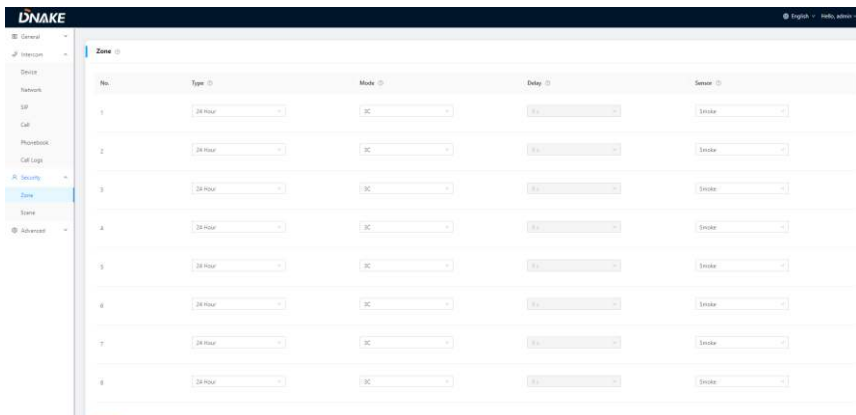 DNAKE
English Hello, admin
General
Intercom
Device
Network
SIP
Call
Phonebook
Call Logs
Security
Zone
Scene
Advanced
Zone
No. Type Mode Delay Sensor
1 24 Hour 3C Smoke
2 24 Hour 3C Smoke
3 24 Hour 3C Smoke
4 24 Hour 3C Smoke
5 24 Hour 3C Smoke
6 24 Hour 3C Smoke
7 24 Hour 3C Smoke
8 24 Hour 3C Smoke